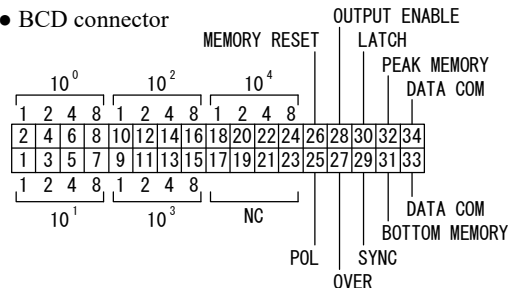 ● BCD connector
OUTPUT ENABLE
MEMORY RESET LATCH
PEAK MEMORY
10⁰ 10² 10⁴ DATA COM
1 2 4 8 1 2 4 8 1 2 4 8
2 4 6 8 10 12 14 16 18 20 22 24 26 28 30 32 34
1 3 5 7 9 11 13 15 17 19 21 23 25 27 29 31 33
1 2 4 8 1 2 4 8
10¹ 10³ NC DATA COM
BOTTOM MEMORY
POL SYNC
OVER